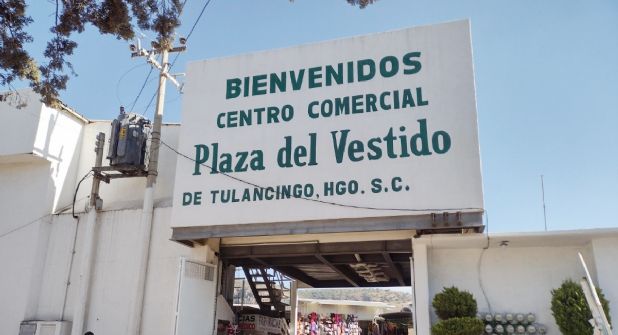 BIENVENIDOS
CENTRO COMERCIAL
Plaza del Vestido
DE TULANCINGO, HGO. S.C.